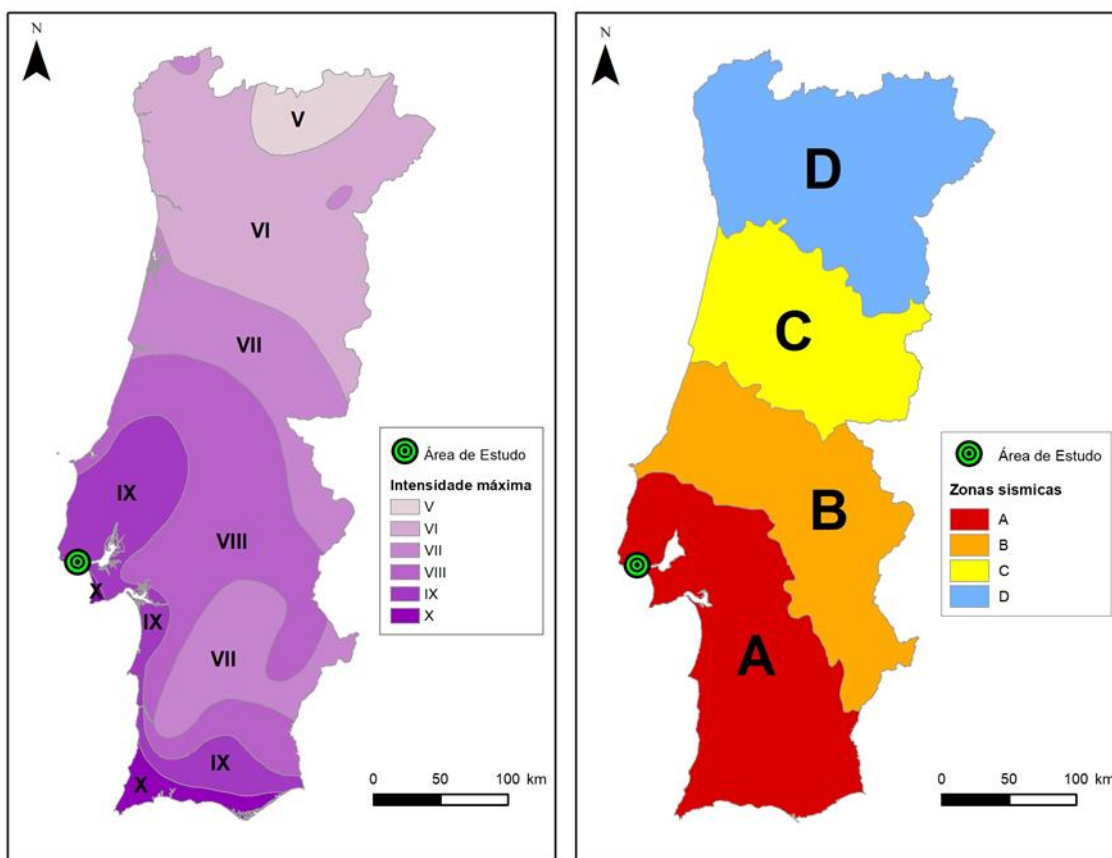 N
V
VI
VII
IX
VIII
X
IX
VII
IX
X
Área de Estudo
Intensidade máxima
V
VI
VII
VIII
IX
X
0 50 100 km
N
D
C
B
A
Área de Estudo
Zonas sismicas
A
B
C
D
0 50 100 km